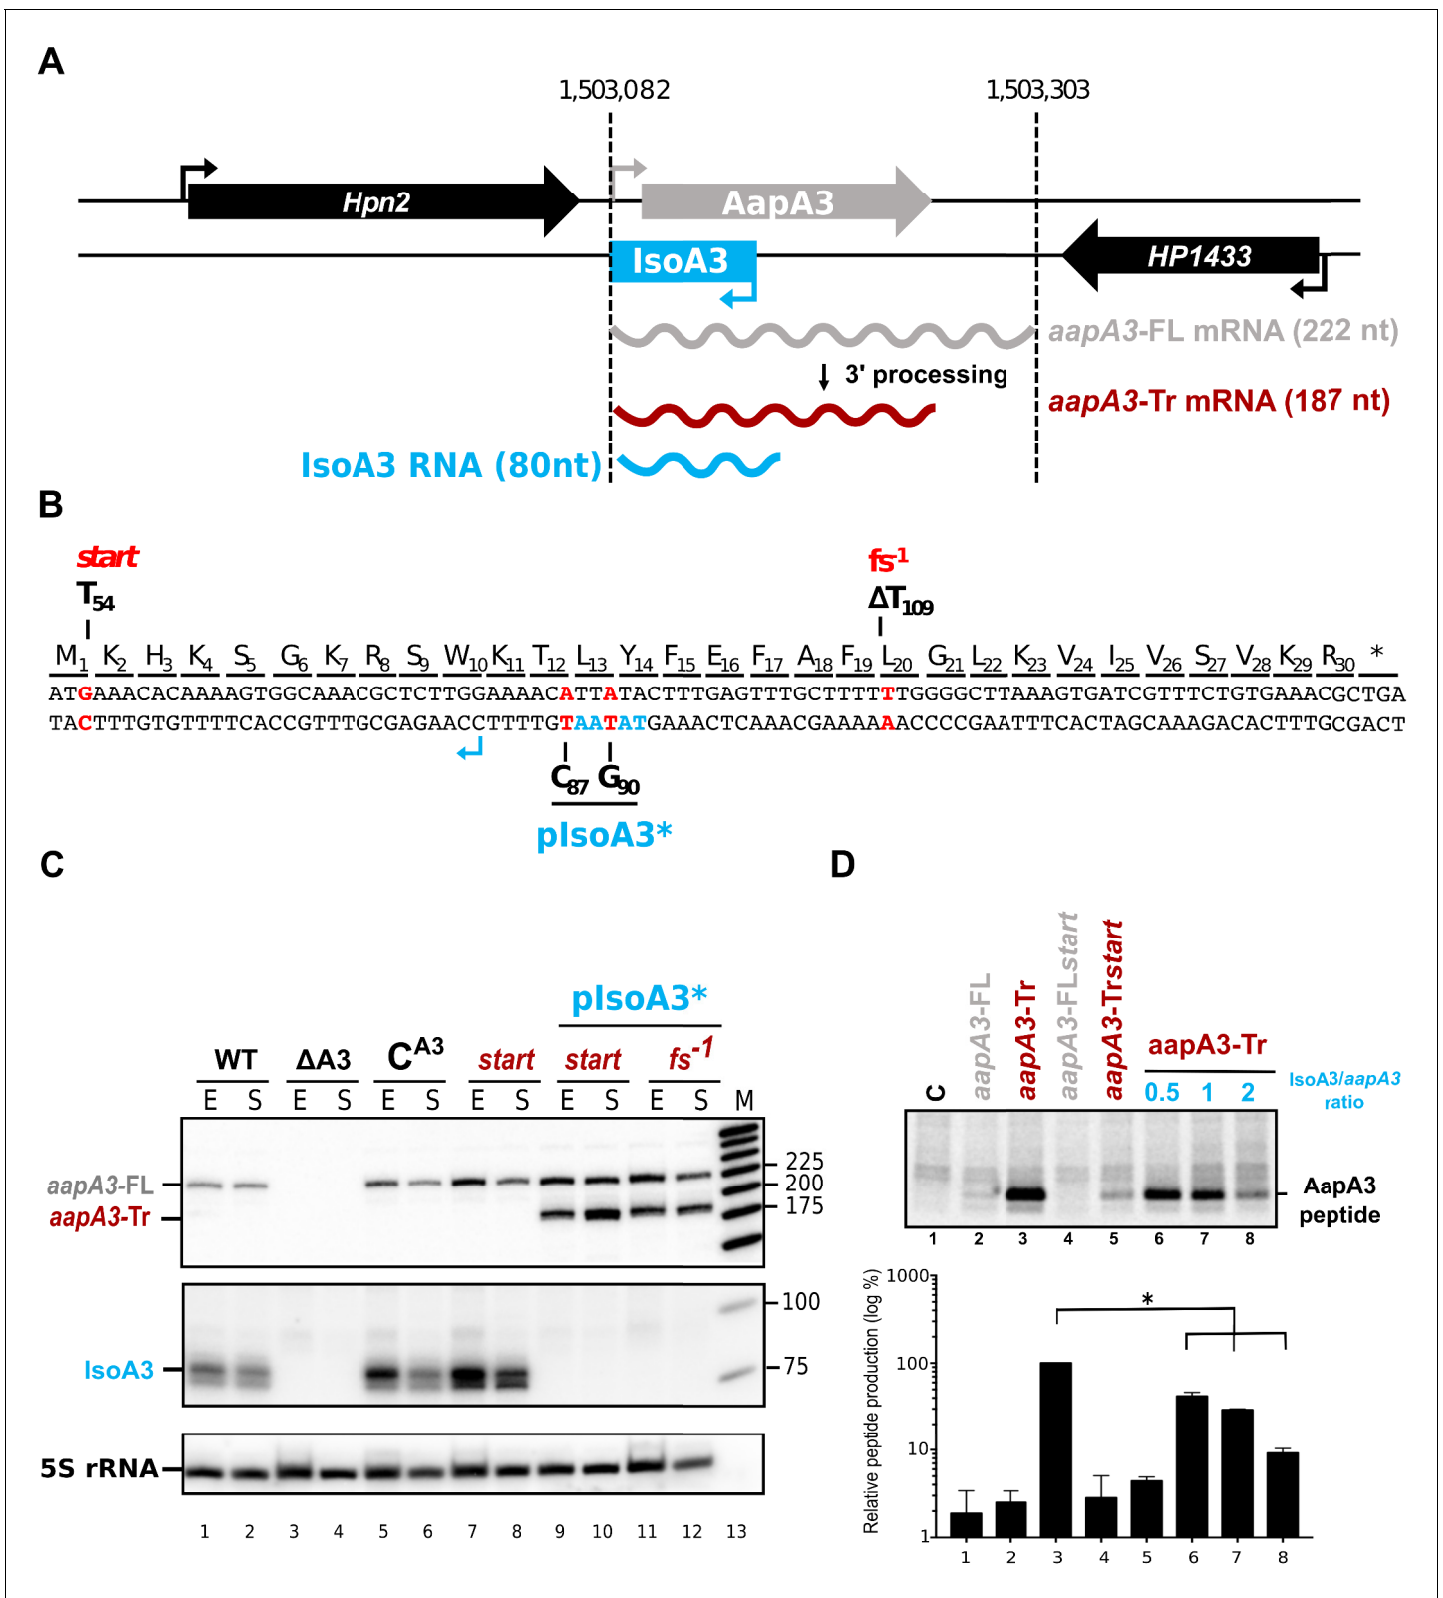 A
1,503,082 1,503,303
Hpn2
AapA3
IsoA3
HP1433
aapA3-FL mRNA (222 nt)
3' processing
aapA3-Tr mRNA (187 nt)
IsoA3 RNA (80nt)
B
start fs-1
T54 ΔT109
M1 K2 H3 K4 S5 G6 K7 R8 S9 W10 K11 T12 L13 Y14 F15 E16 F17 A18 F19 L20 G21 L22 K23 V24 I25 V26 S27 V28 K29 R30 *
ATGAAACACAAAAGTGGCAAACGCTCTTGGAAAACATTATACTTTGAGTTTGCTTTTTTGGGGCTTAAAGTGATCGTTTCTGTGAAACGCTGA
TACTTTGTGTTTTCACCGTTTGCGAGAACCTTTTGTAATATGAAACTCAAACGAAAAAACCCCGAATTTCACTAGCAAAGACACTTTGCGACT
C87 G90
pIsoA3*
C
pIsoA3*
WT ΔA3 CA3 start start fs-1
E S E S E S E S E S E S M
aapA3-FL
aapA3-Tr
225
200
175
IsoA3
100
75
5S rRNA
1 2 3 4 5 6 7 8 9 10 11 12 13
D
C
aapA3-FL
aapA3-Tr
aapA3-FLstart
aapA3-Trstart
aapA3-Tr
0.5 1 2
IsoA3/aapA3
ratio
AapA3
peptide
1 2 3 4 5 6 7 8
Relative peptide production (log %)
1000
100
10
1
*
1 2 3 4 5 6 7 8